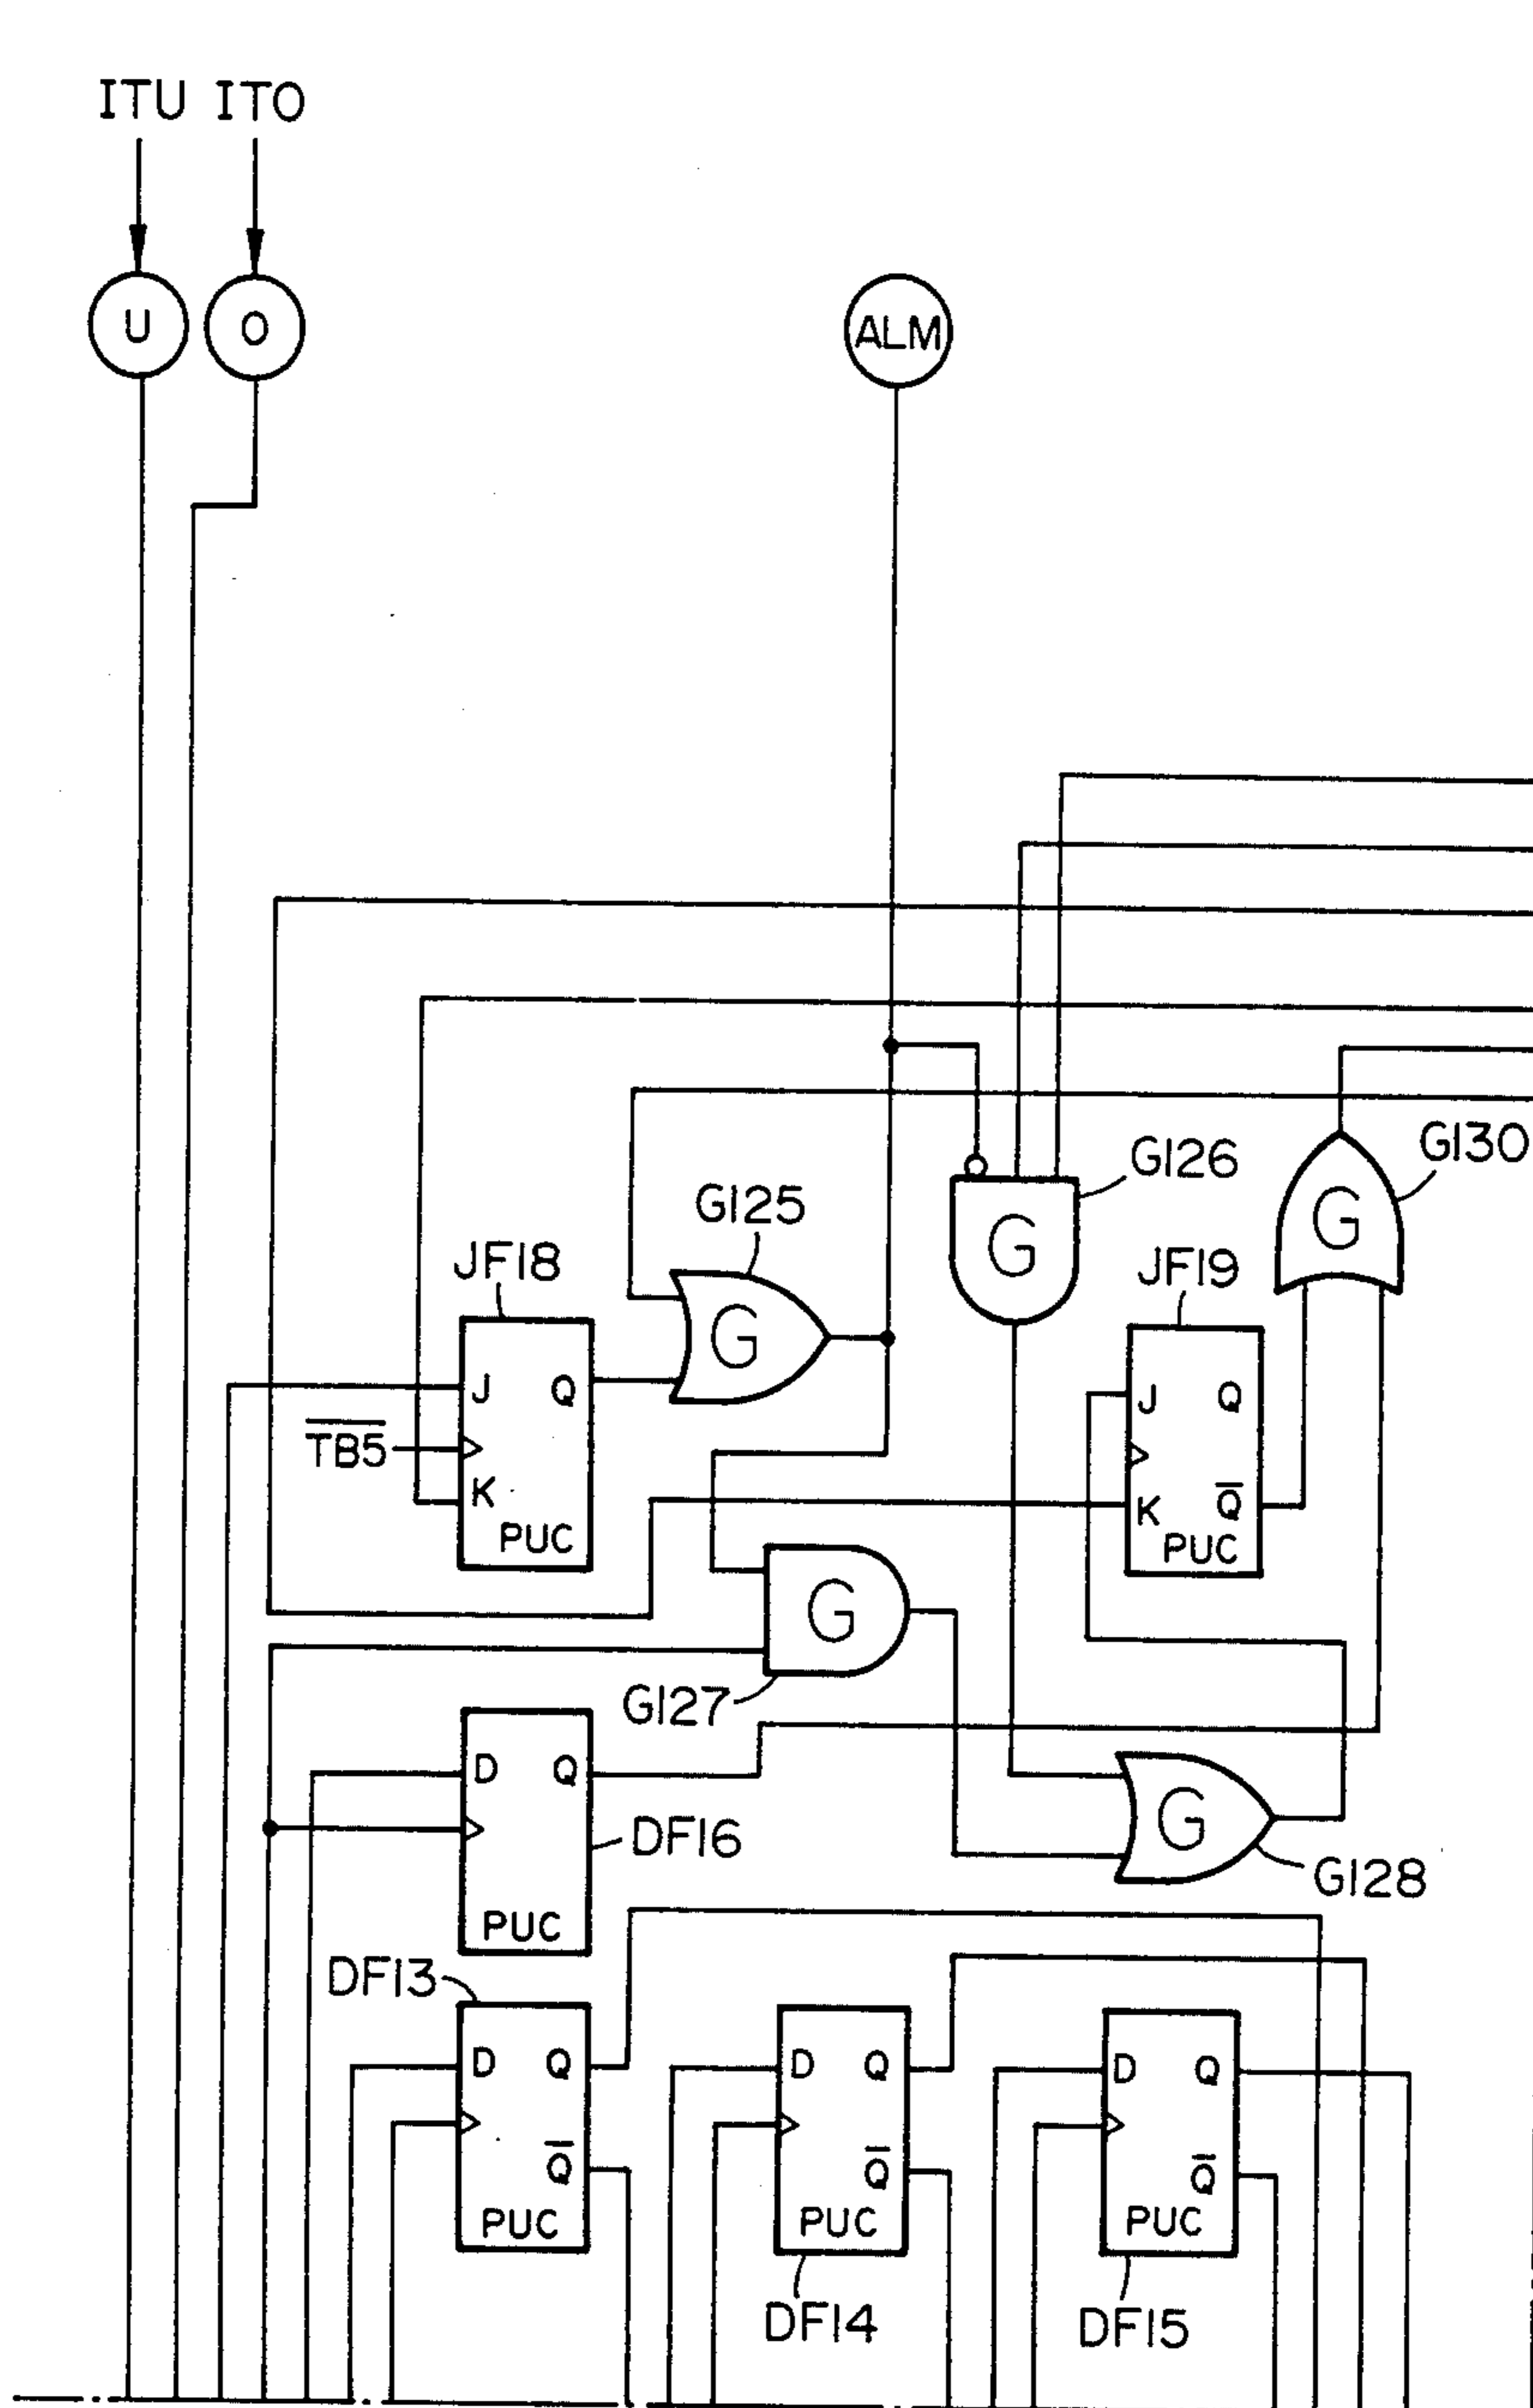 ITU ITO
U O
ALM
G130
G126
G125
G
G
JF18
JF19
G
J Q
J Q
TB5
K
K Q
PUC
PUC
G
G127
D Q
DF16
G
G128
PUC
DF13
D Q
D Q
D Q
Q
Q
Q
PUC
PUC
PUC
DF14
DF15